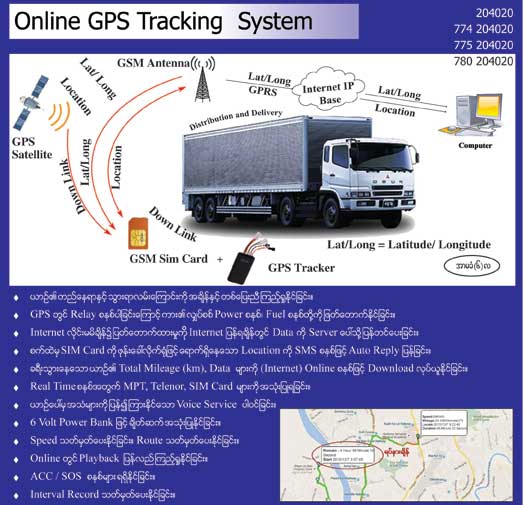 Online GPS Tracking System
204020
774 204020
775 204020
780 204020
GSM Antenna
Lat/Long
Location
GPS
Satellite
Down Link
Lat/Long
Location
Lat/Long
GPRS
Internet IP
Base
Lat/Long
Location
Computer
Distribution and Delivery
FUSO
Down Link
GSM Sim Card + GPS Tracker
Lat/Long = Latitude/ Longitude
အာမခံ(၆)လ
ယာဉ်၏တည်နေရာနှင့်သွားရာလမ်းကြောင်းကိုအချိန်နှင့်တစ်ပြေးညီကြည့်ရှုနိုင်ခြင်း။
GPS တွင် Relay စနစ်ပါခြင်းကြောင့် ကား၏လျှပ်စစ် Power စနစ်၊ Fuel စနစ်တို့ကိုဖြတ်တောက်နိုင်ခြင်း။
Internet လိုင်းမမိချိန်၌ပြတ်တောက်ထားမှုကို Internet ပြန်ရချိန်တွင် Data ကို Server ပေါ်သို့ပြန်တင်ပေးခြင်း။
စက်ထဲမှ SIM Card ကိုဖုန်းခေါ်လိုက်ရုံဖြင့်ရောက်ရှိနေသော Location ကို SMS စနစ်ဖြင့် Auto Reply ပြန်ခြင်း။
ခရီးသွားနေသောယာဉ်၏ Total Mileage (km), Data များကို (Internet) Online စနစ်ဖြင့် Download လုပ်ယူနိုင်ခြင်း။
Real Time စနစ်အတွက် MPT, Telenor, SIM Card များကိုအသုံးပြုရခြင်း။
ယာဉ်ပေါ်မှအသံများကိုပြန်၍ကြားနိုင်သော Voice Service ပါဝင်ခြင်း။
6 Volt Power Bank ဖြင့် ချိတ်ဆက်အသုံးပြုနိုင်ခြင်း။
Speed သတ်မှတ်ပေးနိုင်ခြင်း။ Route သတ်မှတ်ပေးနိုင်ခြင်း။
Online တွင် Playback ပြန်လည်ကြည့်ရှုနိုင်ခြင်း။
ACC / SOS စနစ်များရရှိနိုင်ခြင်း။
Interval Record သတ်မှတ်ပေးနိုင်ခြင်း။
ရပ်နားချိန်